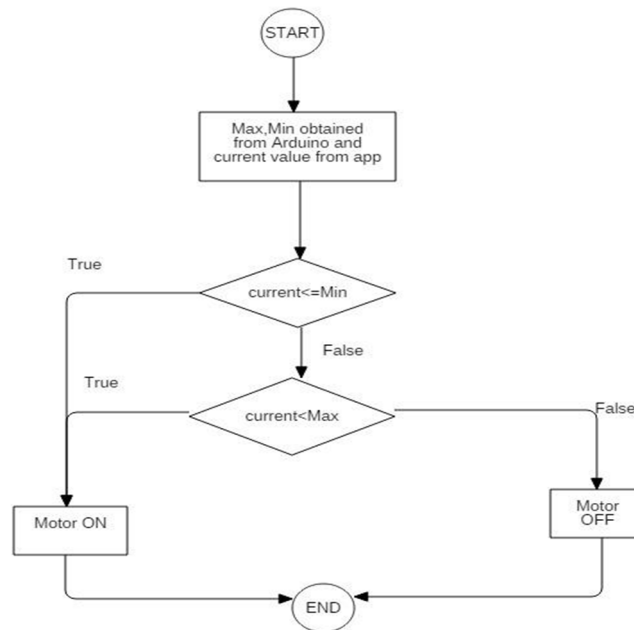 START
Max,Min obtained
from Arduino and
current value from app
True
current<=Min
False
True
current<Max
False
Motor ON
Motor
OFF
END